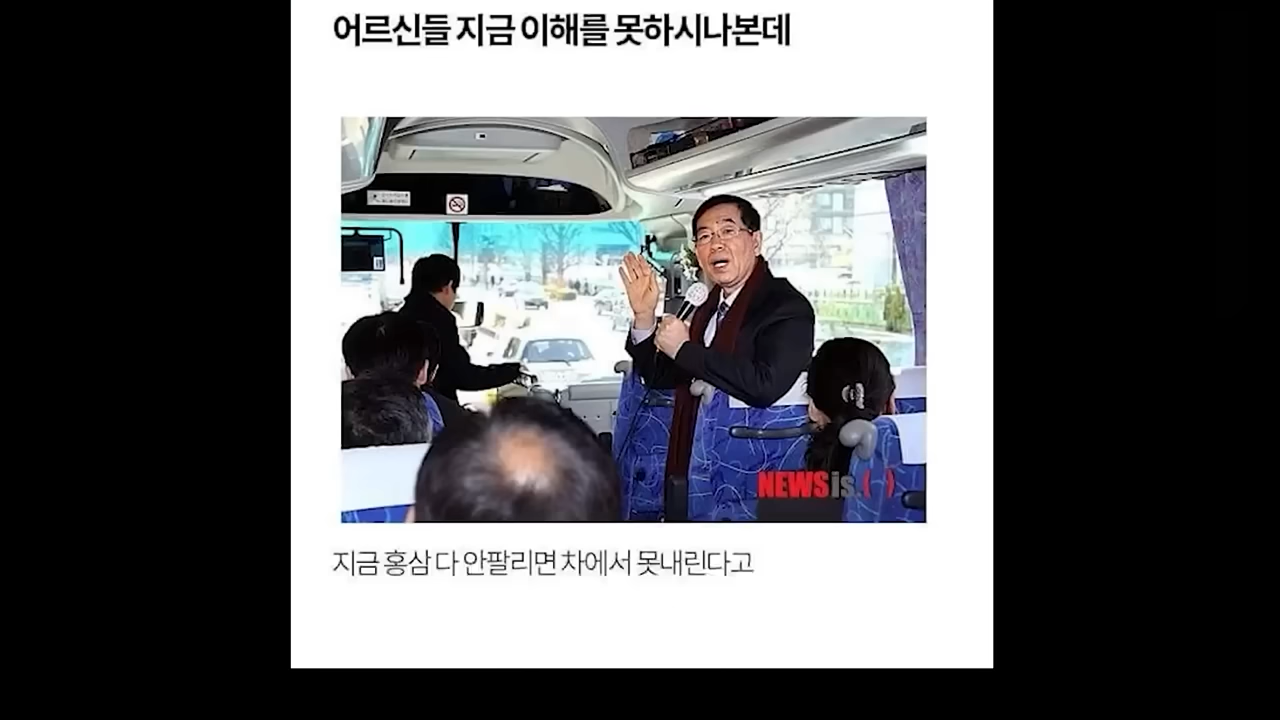 어르신들 지금 이해를 못하시나본데
NEWSis.( )
지금 홍삼 다 안팔리면 차에서 못내린다고